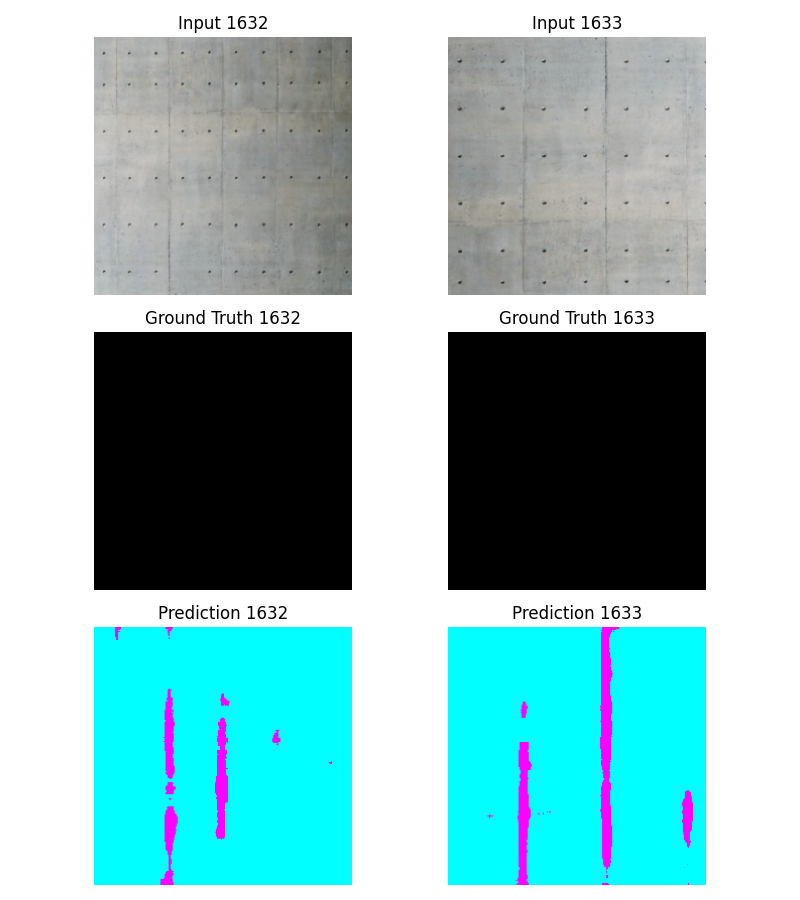 Input 1632
Input 1633
Ground Truth 1632
Ground Truth 1633
Prediction 1632
Prediction 1633